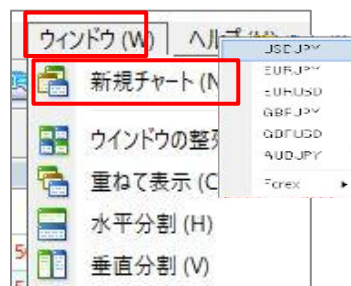 ウィンドウ (W)
ヘルプ
新規チャート (N
ウインドウの整列
重ねて表示 (C
水平分割 (H)
垂直分割 (V)
USDJPY
EURJPY
EURUSD
GBPJPY
GBPUSD
AUDJPY
Forex